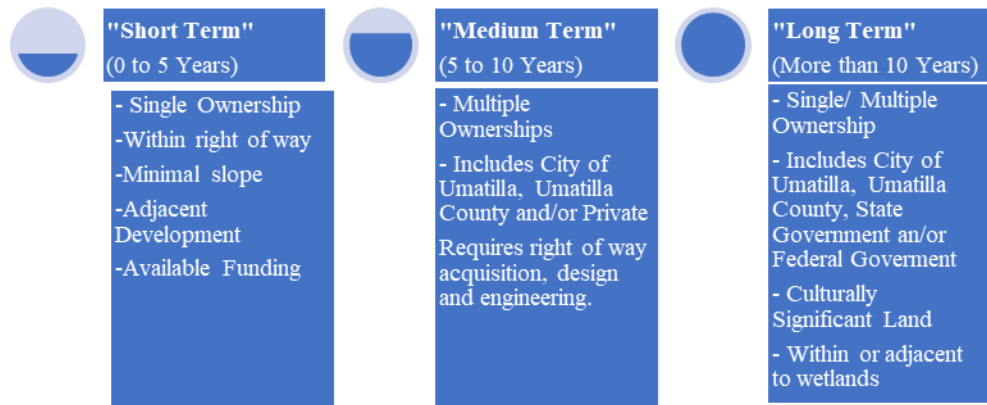 "Short Term"
(0 to 5 Years)
- Single Ownership
-Within right of way
-Minimal slope
-Adjacent
Development
-Available Funding
"Medium Term"
(5 to 10 Years)
- Multiple
Ownerships
- Includes City of
Umatilla, Umatilla
County and/or Private
Requires right of way
acquisition, design
and engineering.
"Long Term"
(More than 10 Years)
- Single/ Multiple
Ownership
- Includes City of
Umatilla, Umatilla
County, State
Government an/or
Federal Goverment
- Culturally
Significant Land
- Within or adjacent
to wetlands